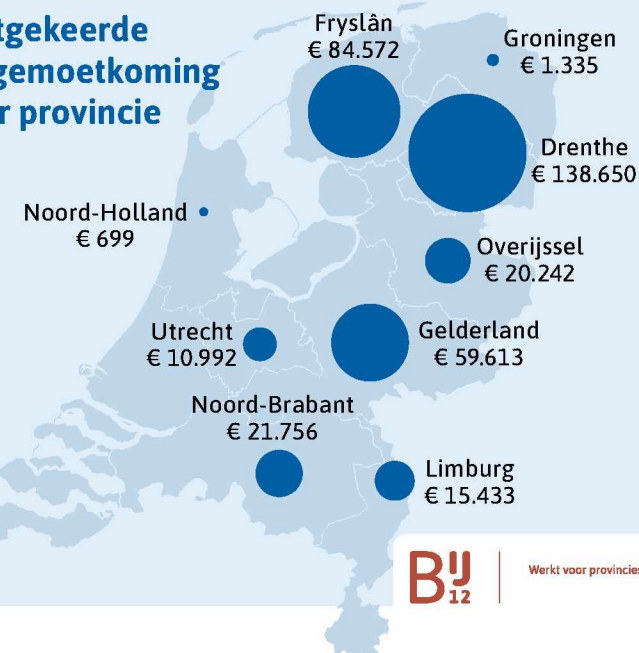 tgekeerde
gemoetkoming
r provincie
Fryslân
€ 84.572
Groningen
€ 1.335
Drenthe
€ 138.650
Noord-Holland
€ 699
Overijssel
€ 20.242
Utrecht
€ 10.992
Gelderland
€ 59.613
Noord-Brabant
€ 21.756
Limburg
€ 15.433
BIJ
12
Werkt voor provincies